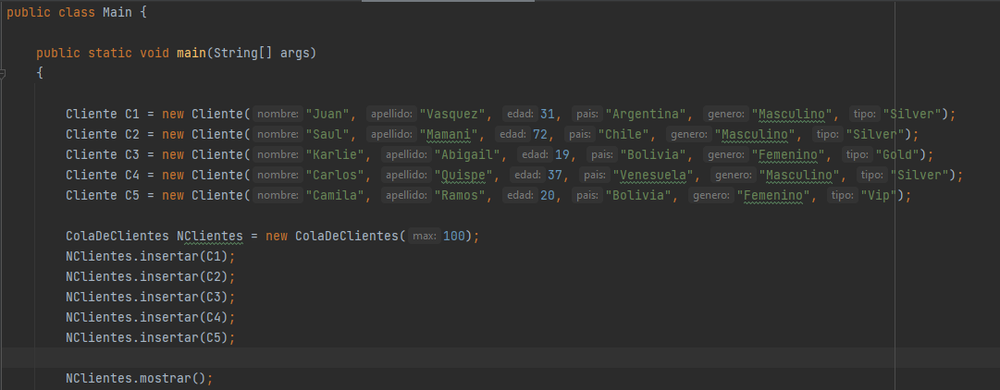 public class Main {
public static void main(String[] args)
{
Cliente C1 = new Cliente( nombre: "Juan", apellido: "Vasquez", edad: 31, pais: "Argentina", genero: "Masculino", tipo: "Silver");
Cliente C2 = new Cliente( nombre: "Saul", apellido: "Mamani", edad: 72, pais: "Chile", genero: "Masculino", tipo: "Silver");
Cliente C3 = new Cliente( nombre: "Karlie", apellido: "Abigail", edad: 19, pais: "Bolivia", genero: "Femenino", tipo: "Gold");
Cliente C4 = new Cliente( nombre: "Carlos", apellido: "Quispe", edad: 37, pais: "Venesuela", genero: "Masculino", tipo: "Silver");
Cliente C5 = new Cliente( nombre: "Camila", apellido: "Ramos", edad: 20, pais: "Bolivia", genero: "Femenino", tipo: "Vip");
ColaDeClientes NClientes = new ColaDeClientes( max: 100);
NClientes.insertar(C1);
NClientes.insertar(C2);
NClientes.insertar(C3);
NClientes.insertar(C4);
NClientes.insertar(C5);
NClientes.mostrar();